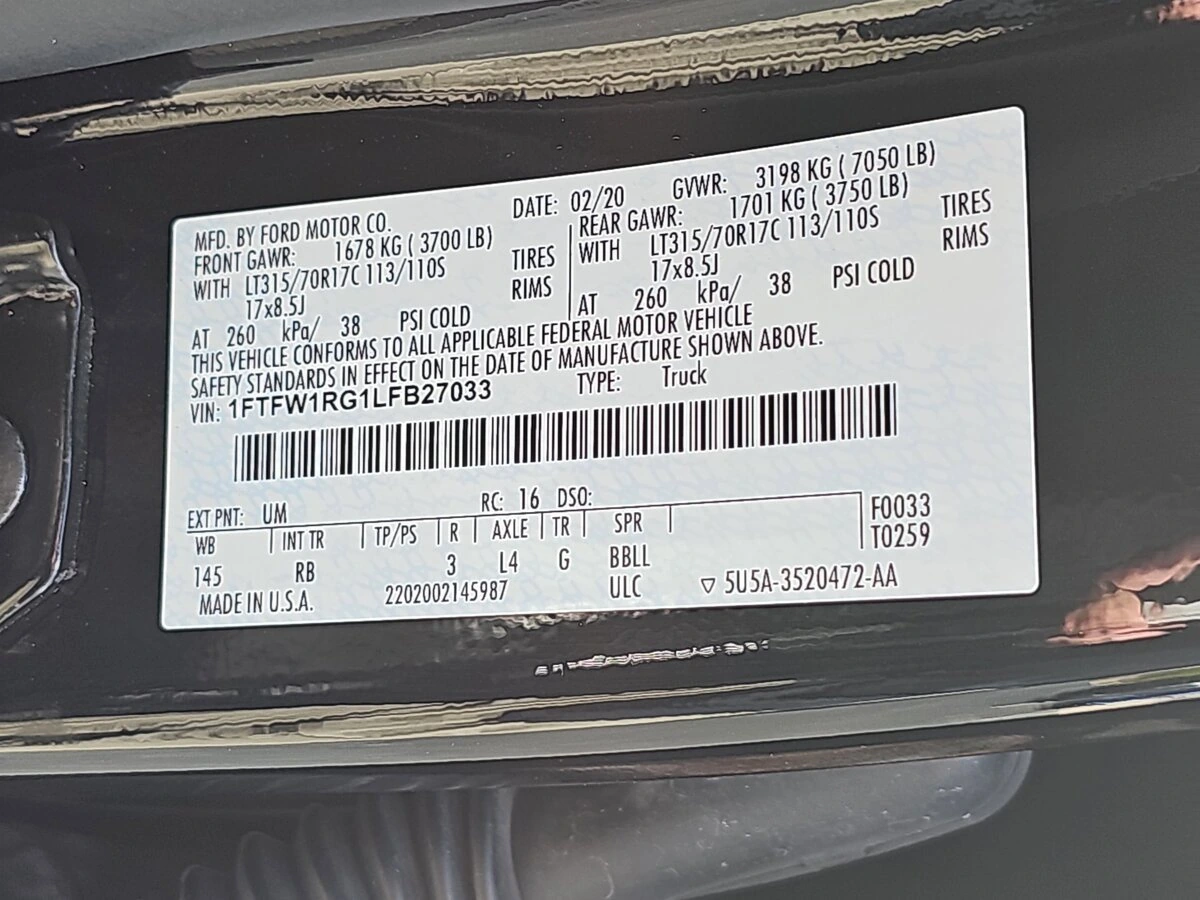 MFD. BY FORD MOTOR CO. DATE: 02/20 GVWR: 3198 KG ( 7050 LB)
FRONT GAWR: 1678 KG ( 3700 LB) REAR GAWR: 1701 KG ( 3750 LB)
WITH LT315/70R17C 113/110S TIRES WITH LT315/70R17C 113/110S TIRES
17x8.5J RIMS 17x8.5J RIMS
AT 260 kPa/ 38 PSI COLD AT 260 kPa/ 38 PSI COLD
THIS VEHICLE CONFORMS TO ALL APPLICABLE FEDERAL MOTOR VEHICLE
SAFETY STANDARDS IN EFFECT ON THE DATE OF MANUFACTURE SHOWN ABOVE.
VIN: 1FTFW1RG1LFB27033 TYPE: Truck
EXT PNT: UM RC: 16 DSO: F0033
WB INT TR TP/PS R AXLE TR SPR T0259
145 RB 3 L4 G BBLL
MADE IN U.S.A. 2202002145987 ULC ▽ 5U5A-3520472-AA